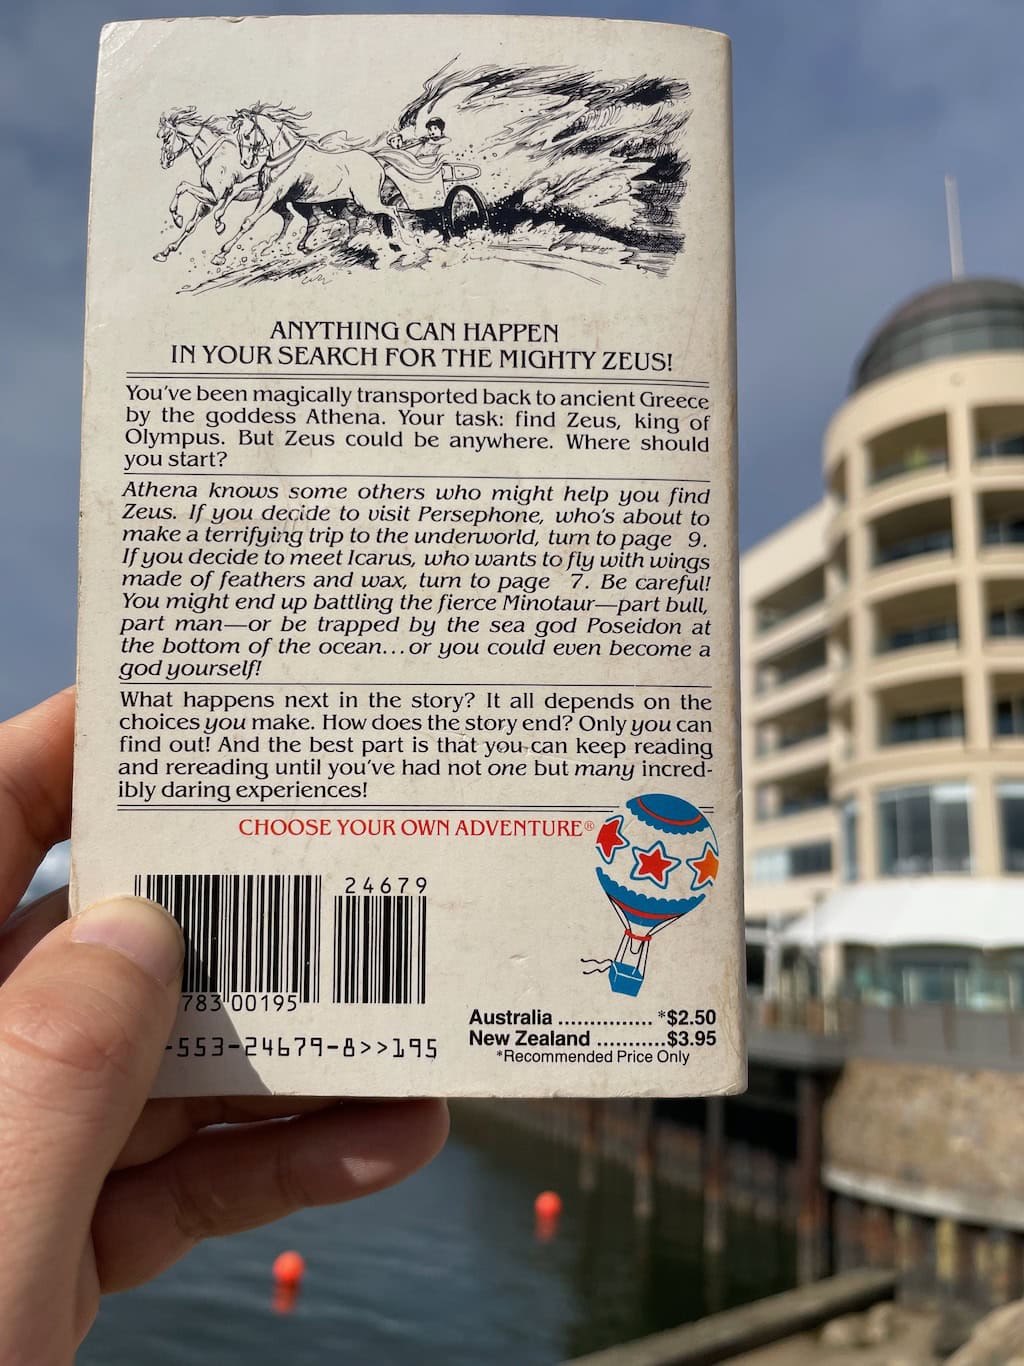 ANYTHING CAN HAPPEN
IN YOUR SEARCH FOR THE MIGHTY ZEUS!
You've been magically transported back to ancient Greece
by the goddess Athena. Your task: find Zeus, king of
Olympus. But Zeus could be anywhere. Where should
you start?
Athena knows some others who might help you find
Zeus. If you decide to visit Persephone, who's about to
make a terrifying trip to the underworld, turn to page 9.
If you decide to meet Icarus, who wants to fly with wings
made of feathers and wax, turn to page 7. Be careful!
You might end up battling the fierce Minotaur—part bull,
part man—or be trapped by the sea god Poseidon at
the bottom of the ocean...or you could even become a
god yourself!
What happens next in the story? It all depends on the
choices you make. How does the story end? Only you can
find out! And the best part is that you can keep reading
and rereading until you've had not one but many incred-
ibly daring experiences!
CHOOSE YOUR OWN ADVENTURE®
24679
783 00195
-553-24679-8>>195
Australia ............... *$2.50
New Zealand ...........$3.95
*Recommended Price Only